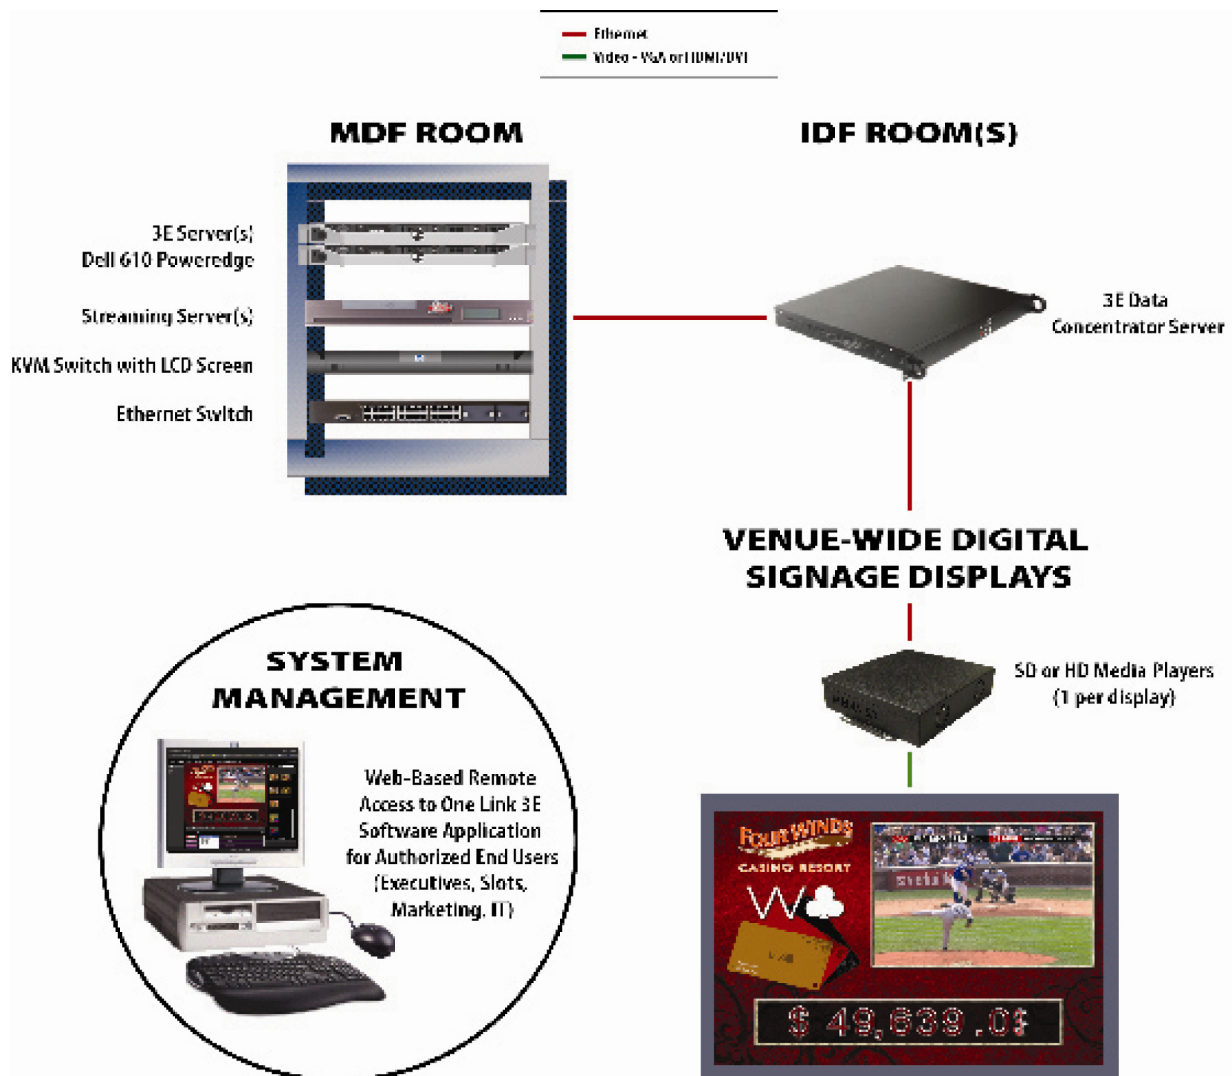 Ethernet
Video - VGA or HDMI/DVI
MDF ROOM
IDF ROOM(S)
3E Server(s)
Dell 610 Poweredge
Streaming Server(s)
KVM Switch with LCD Screen
Ethernet Switch
3E Data
Concentrator Server
VENUE-WIDE DIGITAL
SIGNAGE DISPLAYS
SD or HD Media Players
(1 per display)
SYSTEM
MANAGEMENT
Web-Based Remote
Access to One Link 3E
Software Application
for Authorized End Users
(Executives, Slots,
Marketing, IT)
FOUR WINDS
CASINO RESORT
W
$ 49,639.0